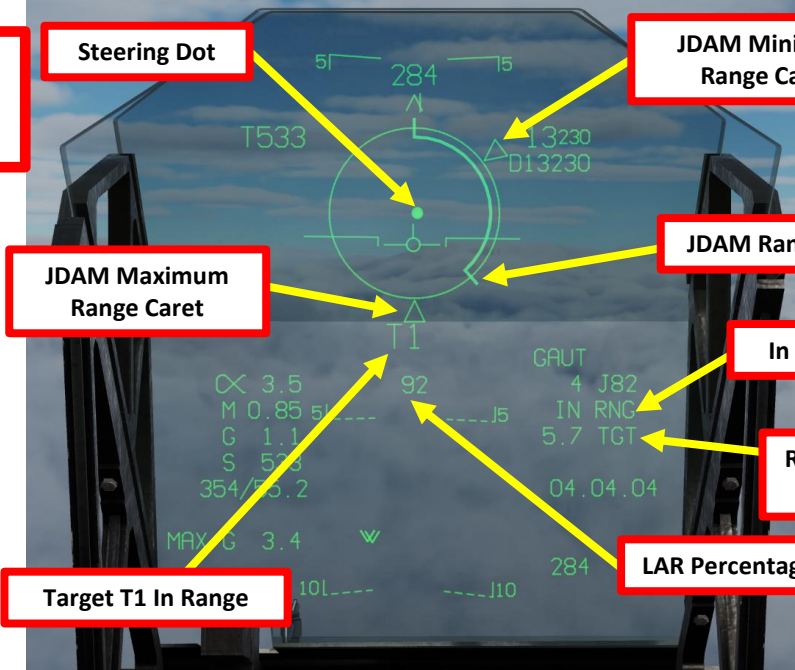 Steering Dot
JDAM Mini
Range Ca
5 5
284
T533
13230
D13230
JDAM Maximum
Range Caret
JDAM Ran
T1
GAUT
α 3.5
92
4 J82
In
M 0.85
5 5
IN RNG
G 1.1
5.7 TGT
S 533
R
354/55.2
04.04.04
MAX G 3.4
W
284
LAR Percentag
Target T1 In Range
10 10